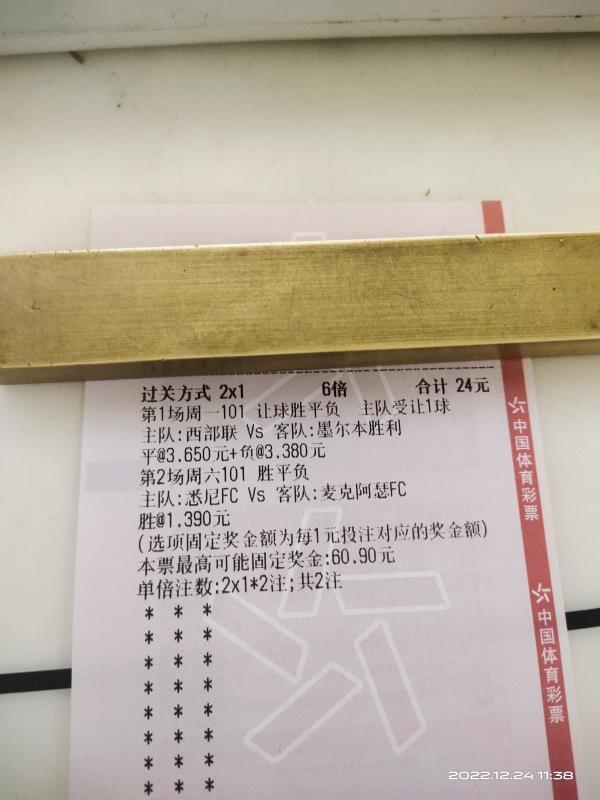 过关方式 2x1 6倍 合计 24元
第1场周一101 让球胜平负 主队受让1球
主队:西部联 Vs 客队:墨尔本胜利
平@3.650元+负@3.380元
第2场周六101 胜平负
主队:悉尼FC Vs 客队:麦克阿瑟FC
胜@1.390元
(选项固定奖金额为每1元投注对应的奖金额)
本票最高可能固定奖金:60.90元
单倍注数:2x1*2注;共2注
* * *
* * *
* * *
* * *
* * *
* * *
* * *
中国体育彩票
中国体育彩票
2022.12.24 11:38